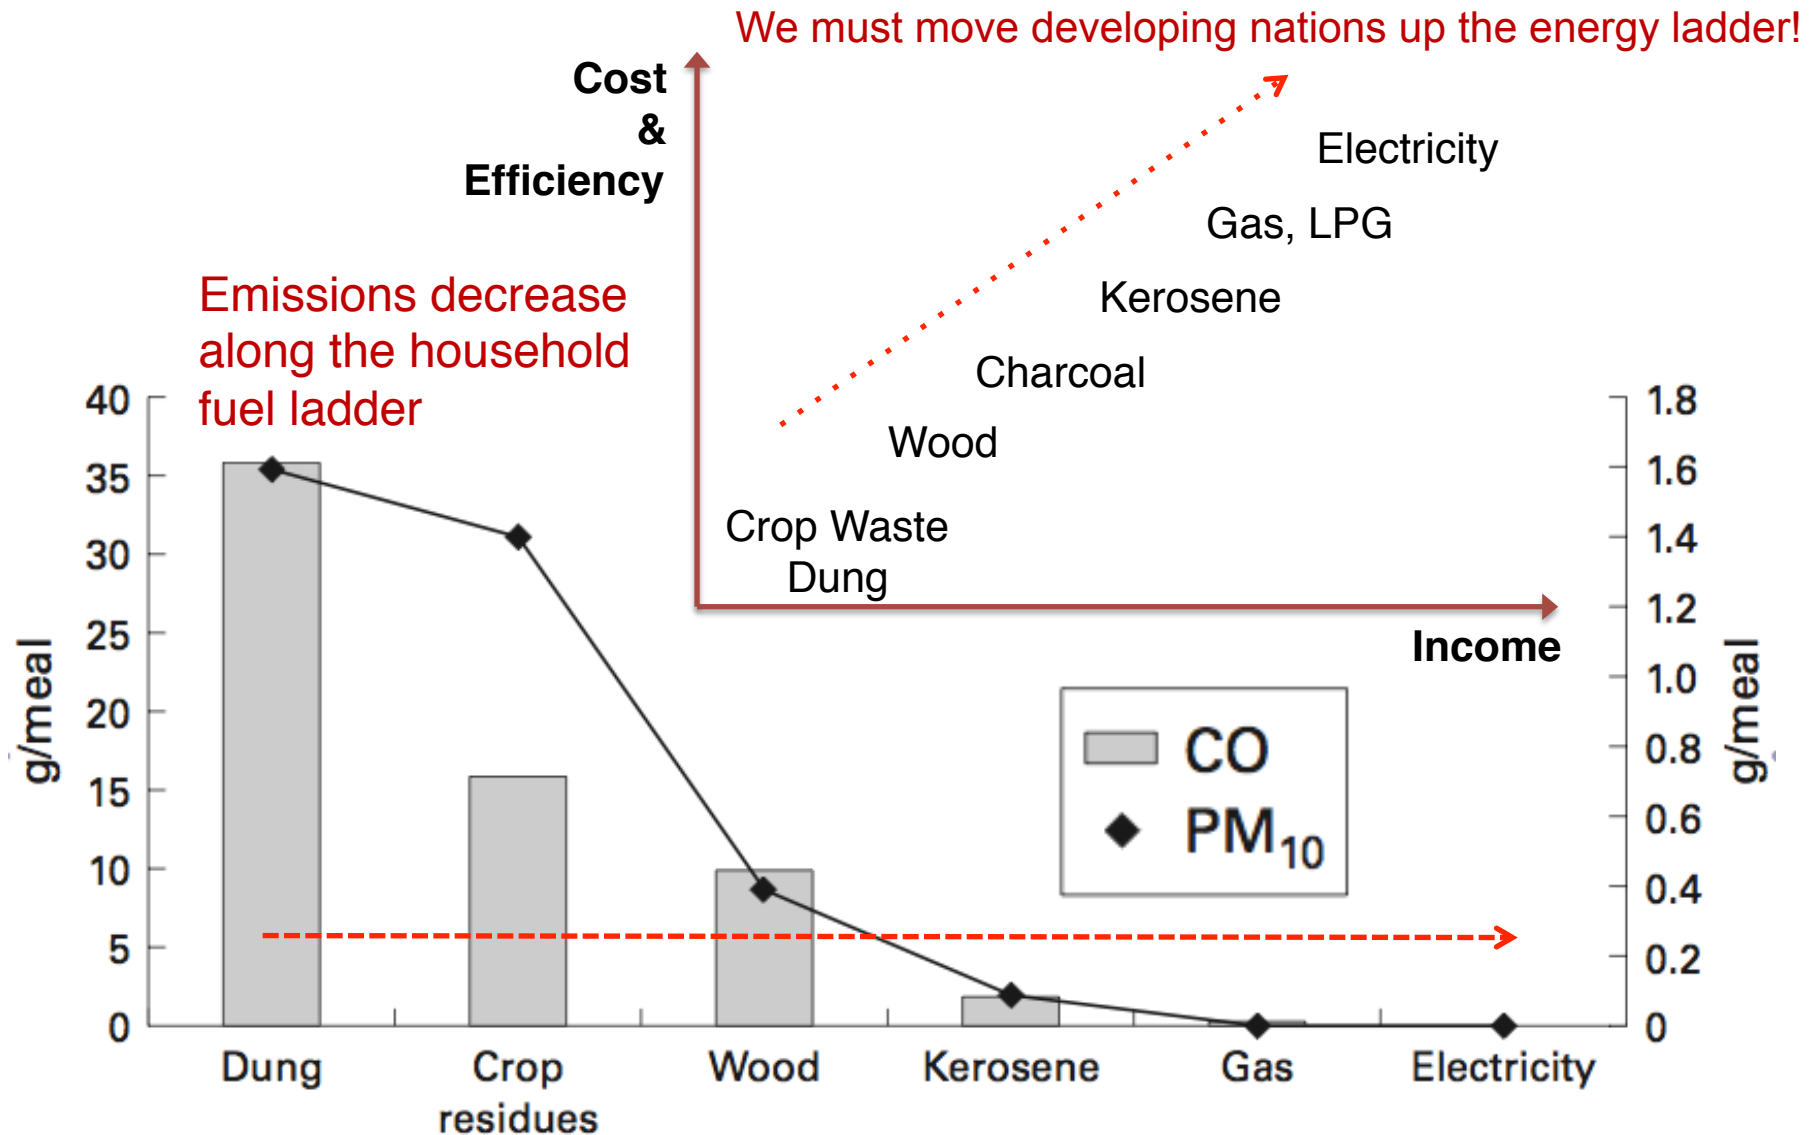 We must move developing nations up the energy ladder!
Cost
&
Efficiency
Electricity
Gas, LPG
Kerosene
Charcoal
Wood
Crop Waste
Dung
Income
Emissions decrease
along the household
fuel ladder
40
35
30
25
20
15
10
5
0
g/meal
1.8
1.6
1.4
1.2
1.0
0.8
0.6
0.4
0.2
0
g/meal
CO
PM10
Dung
Crop
residues
Wood
Kerosene
Gas
Electricity